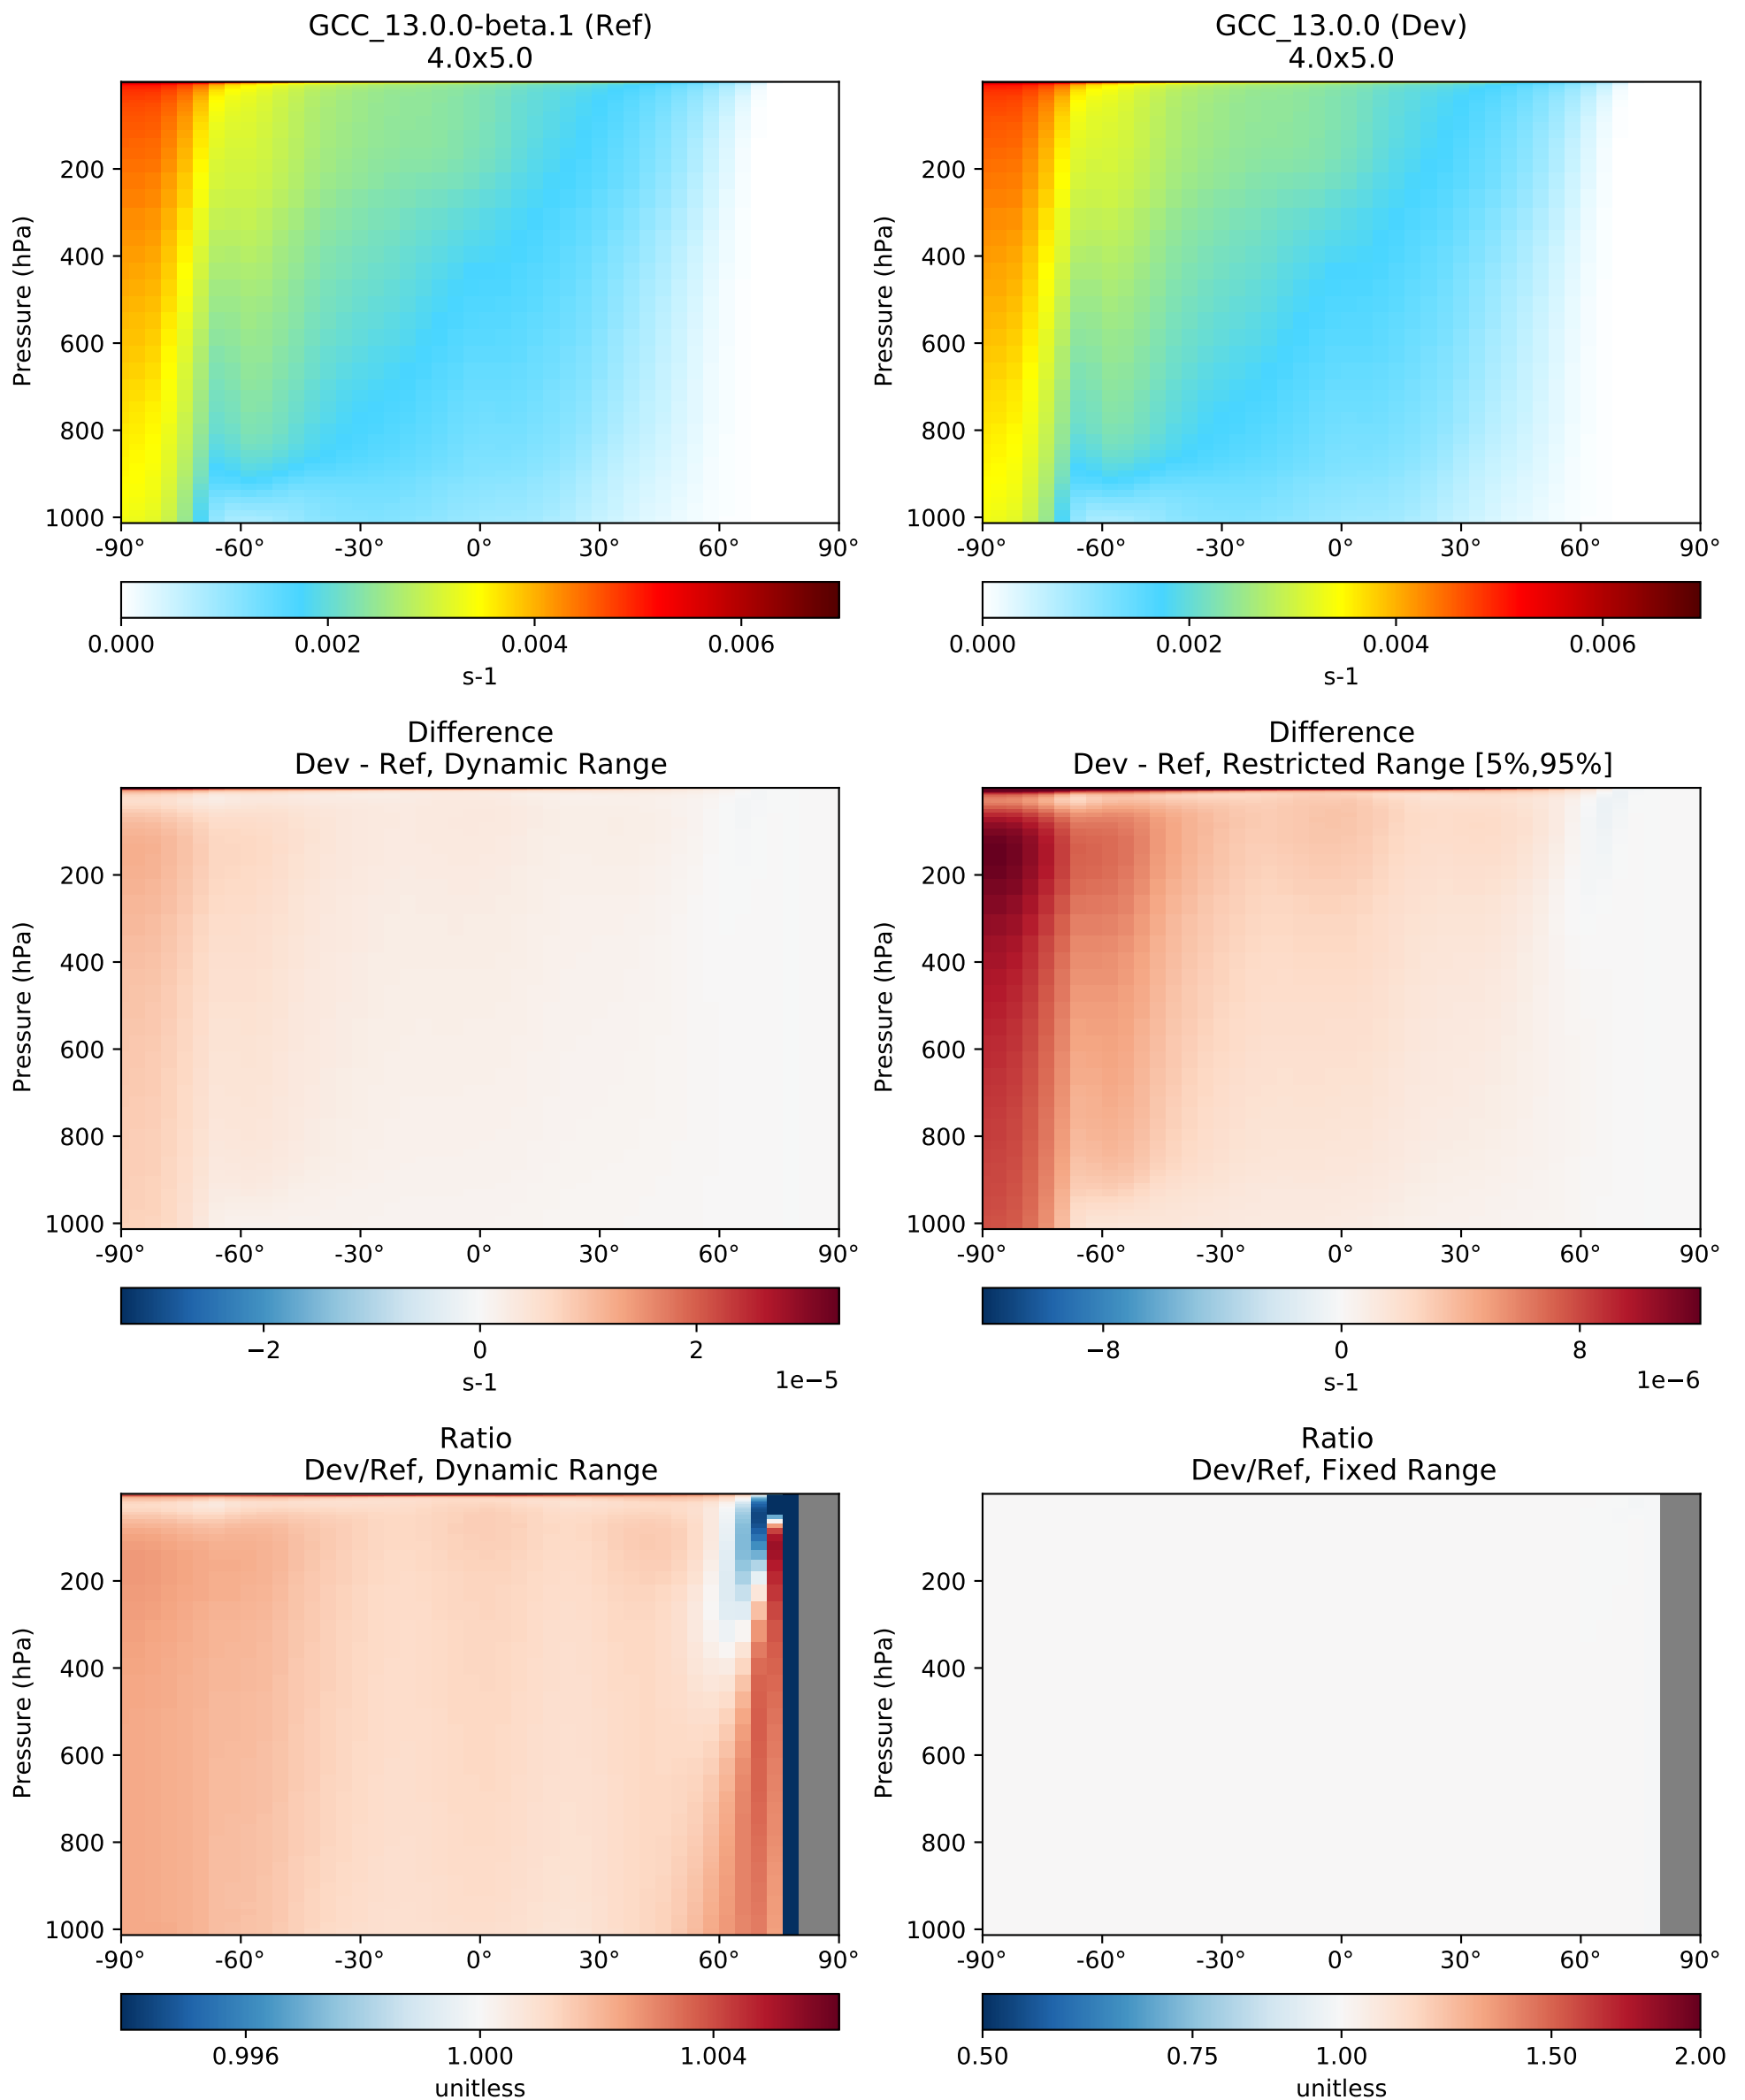 GCC_13.0.0-beta.1 (Ref)
4.0x5.0
Pressure (hPa)
200
400
600
800
1000
-90° -60° -30° 0° 30° 60° 90°
0.000 0.002 0.004 0.006
s-1
GCC_13.0.0 (Dev)
4.0x5.0
Pressure (hPa)
200
400
600
800
1000
-90° -60° -30° 0° 30° 60° 90°
0.000 0.002 0.004 0.006
s-1
Difference
Dev - Ref, Dynamic Range
Pressure (hPa)
200
400
600
800
1000
-90° -60° -30° 0° 30° 60° 90°
−2 0 2
s-1 1e−5
Difference
Dev - Ref, Restricted Range [5%,95%]
Pressure (hPa)
200
400
600
800
1000
-90° -60° -30° 0° 30° 60° 90°
−8 0 8
s-1 1e−6
Ratio
Dev/Ref, Dynamic Range
Pressure (hPa)
200
400
600
800
1000
-90° -60° -30° 0° 30° 60° 90°
0.996 1.000 1.004
unitless
Ratio
Dev/Ref, Fixed Range
Pressure (hPa)
200
400
600
800
1000
-90° -60° -30° 0° 30° 60° 90°
0.50 0.75 1.00 1.50 2.00
unitless